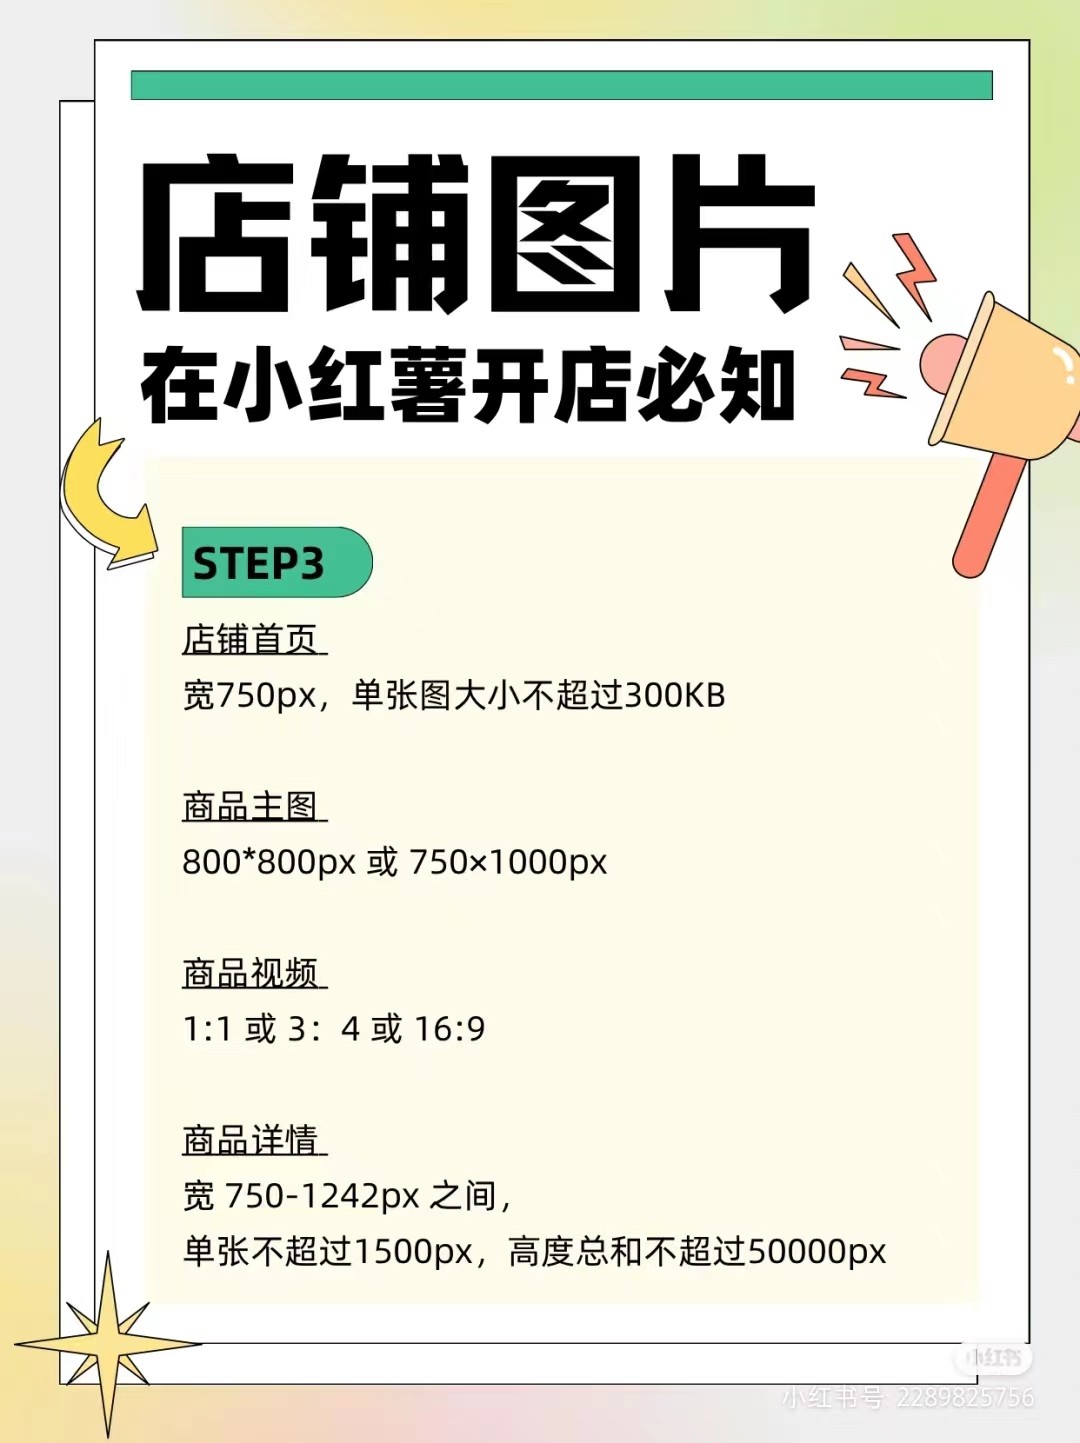 店铺图片
在小红薯开店必知
STEP3
店铺首页
宽750px，单张图大小不超过300KB
商品主图
800*800px 或 750×1000px
商品视频
1:1 或 3：4 或 16:9
商品详情
宽 750-1242px 之间，
单张不超过1500px，高度总和不超过50000px
小红书
小红书号: 2289825756